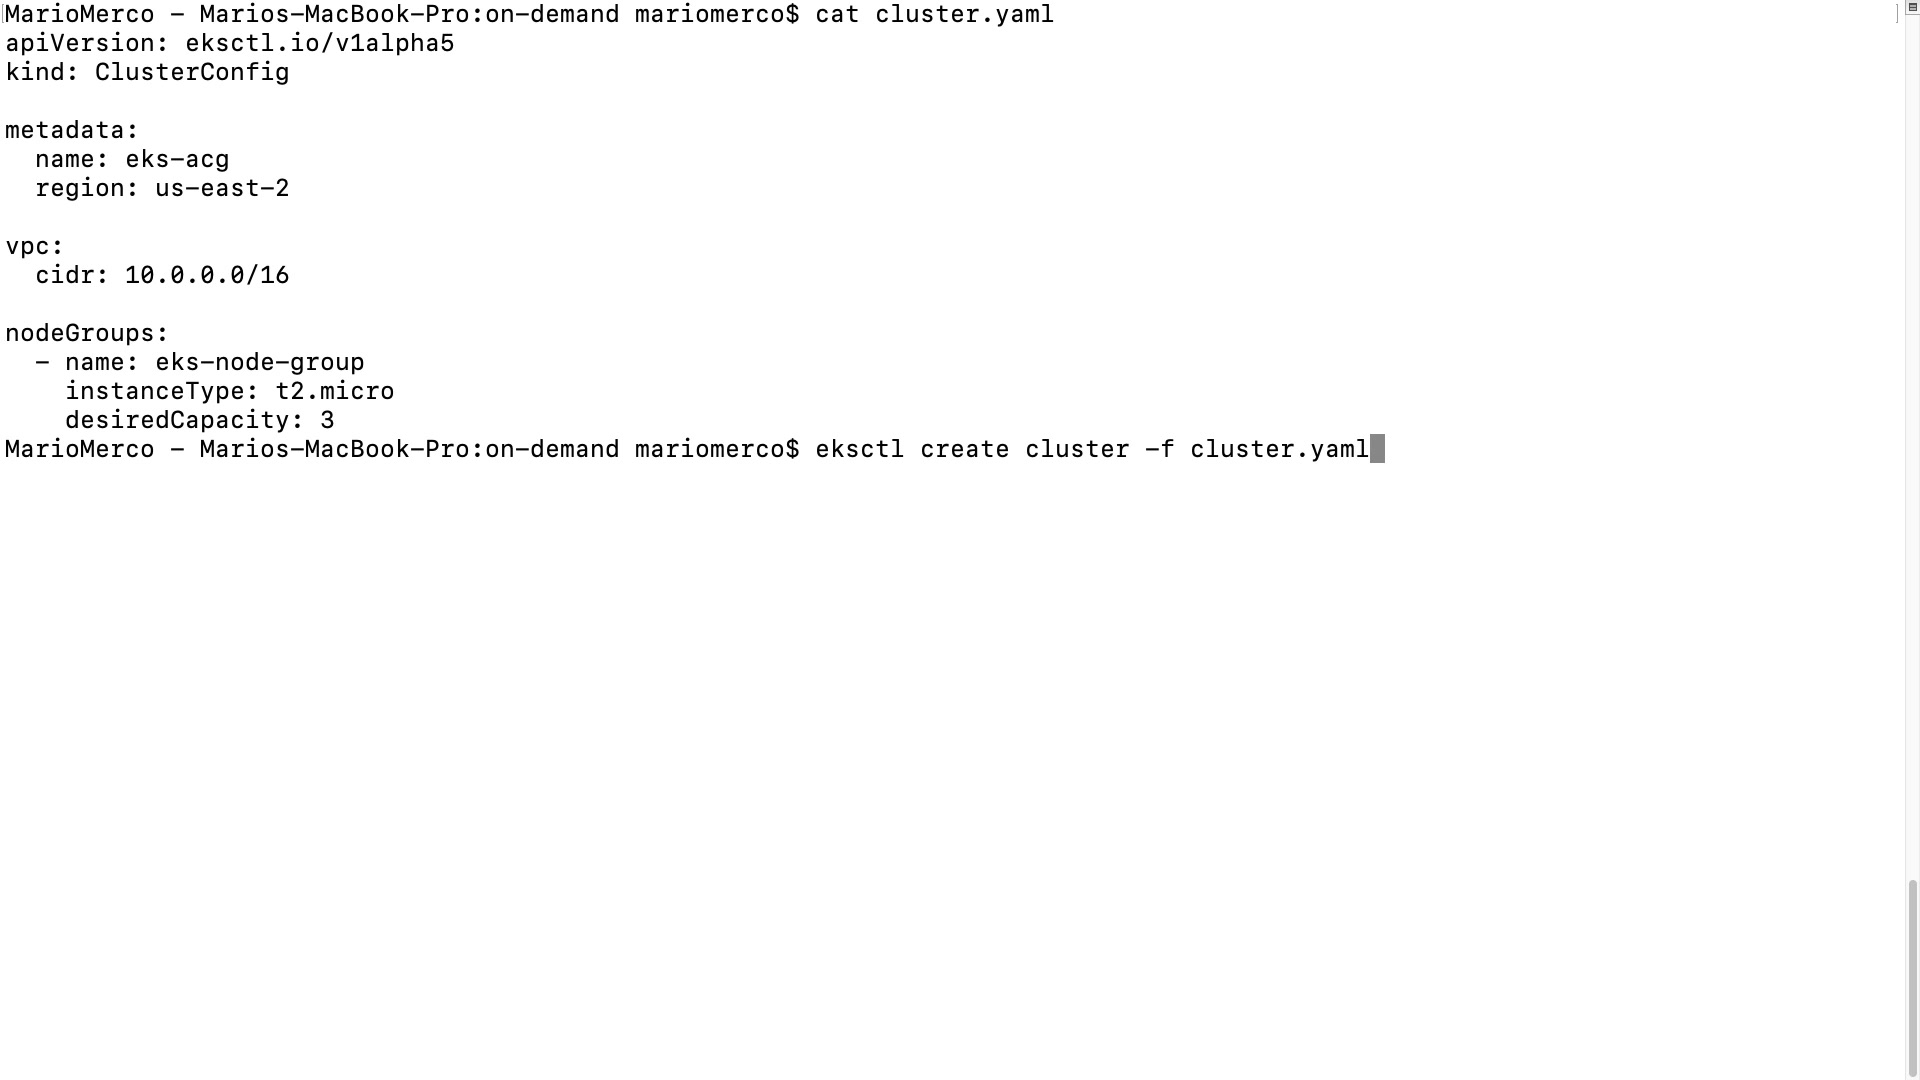 MarioMerco – Marios-MacBook-Pro:on-demand mariomerco$ cat cluster.yaml
apiVersion: eksctl.io/v1alpha5
kind: ClusterConfig

metadata:
  name: eks-acg
  region: us-east-2

vpc:
  cidr: 10.0.0.0/16

nodeGroups:
  - name: eks-node-group
    instanceType: t2.micro
    desiredCapacity: 3
MarioMerco – Marios-MacBook-Pro:on-demand mariomerco$ eksctl create cluster -f cluster.yaml